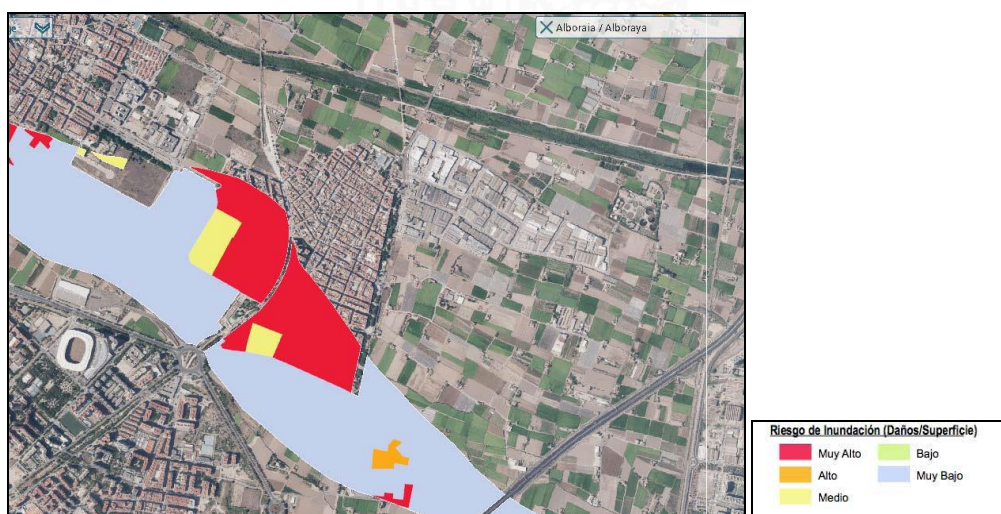 Alboraia / Alboraya
Riesgo de Inundación (Daños/Superficie)
Muy Alto
Bajo
Alto
Muy Bajo
Medio